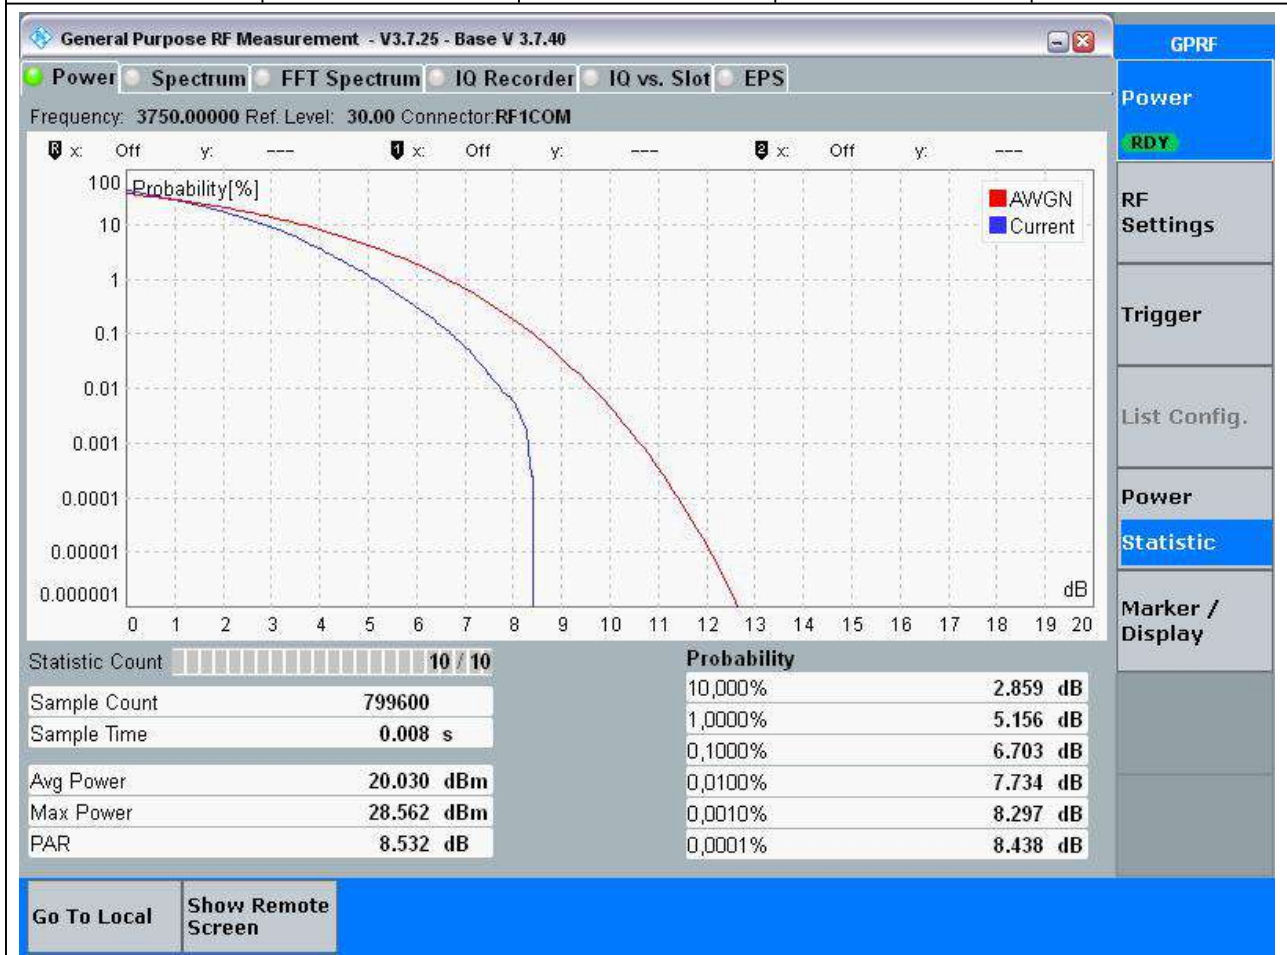 General Purpose RF Measurement - V3.7.25 - Base V 3.7.40
GPRF
Power Spectrum FFT Spectrum IQ Recorder IQ vs. Slot EPS
Frequency: 3750.00000 Ref. Level: 30.00 Connector:RF1COM
R x: Off y: --- 1 x: Off y: --- 2 x: Off y: ---
Probability[%]
AWGN
Current
100
10
1
0.1
0.01
0.001
0.0001
0.00001
0.000001
dB
0 1 2 3 4 5 6 7 8 9 10 11 12 13 14 15 16 17 18 19 20
Statistic Count 10 / 10
Sample Count 799600
Sample Time 0.008 s
Avg Power 20.030 dBm
Max Power 28.562 dBm
PAR 8.532 dB
Probability
10,000% 2.859 dB
1,0000% 5.156 dB
0,1000% 6.703 dB
0,0100% 7.734 dB
0,0010% 8.297 dB
0,0001% 8.438 dB
Power
RDY
RF
Settings
Trigger
List Config.
Power
Statistic
Marker /
Display
Go To Local
Show Remote
Screen